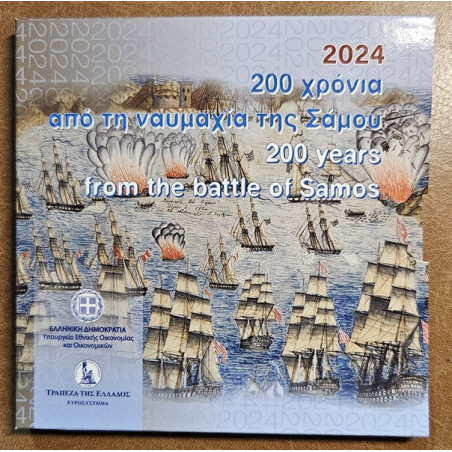 2024
200 χρόνια
από τη ναυμαχία της Σάμου
200 years
from the battle of Samos
ΕΛΛΗΝΙΚΗ ΔΗΜΟΚΡΑΤΙΑ
Υπουργείο Εθνικής Οικονομίας
και Οικονομικών
ΤΡΑΠΕΖΑ ΤΗΣ ΕΛΛΑΔΟΣ
ΕΥΡΩΣΥΣΤΗΜΑ